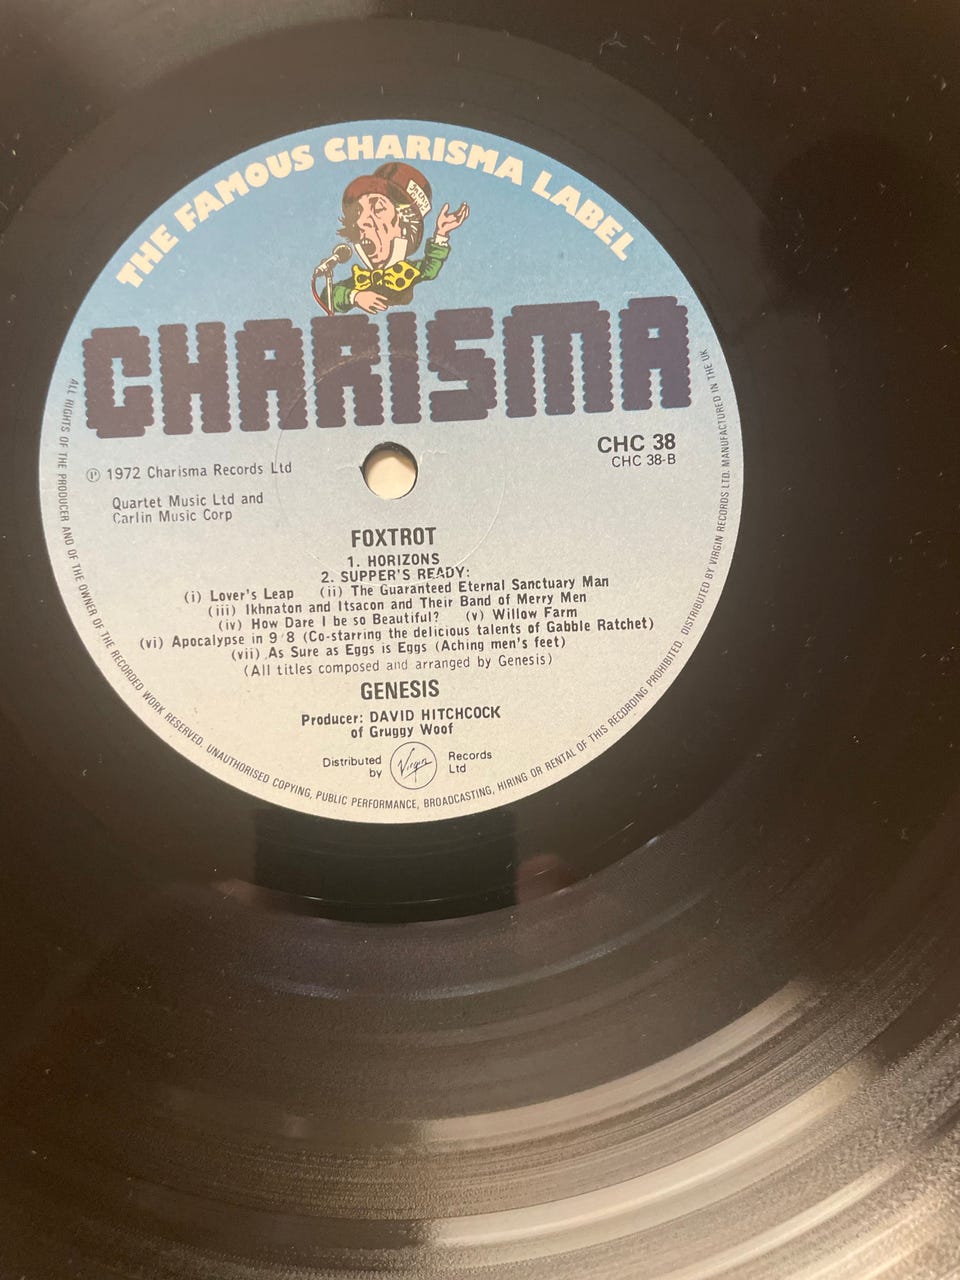 THE FAMOUS CHARISMA LABEL
CHARISMA
CHC 38
CHC 38-B
℗ 1972 Charisma Records Ltd
Quartet Music Ltd and
Carlin Music Corp
FOXTROT
1. HORIZONS
2. SUPPER'S READY:
(i) Lover's Leap (ii) The Guaranteed Eternal Sanctuary Man
(iii) Ikhnaton and Itsacon and Their Band of Merry Men
(iv) How Dare I be so Beautiful? (v) Willow Farm
(vi) Apocalypse in 9/8 (Co-starring the delicious talents of Gabble Ratchet)
(vii) As Sure as Eggs is Eggs (Aching men's feet)
(All titles composed and arranged by Genesis)
GENESIS
Producer: DAVID HITCHCOCK
of Gruggy Woof
Distributed by Virgin Records Ltd
ALL RIGHTS OF THE PRODUCER AND OF THE OWNER OF THE RECORDED WORK RESERVED. UNAUTHORISED COPYING, PUBLIC PERFORMANCE, BROADCASTING, HIRING OR RENTAL OF THIS RECORDING PROHIBITED. DISTRIBUTED BY VIRGIN RECORDS LTD. MANUFACTURED IN THE UK